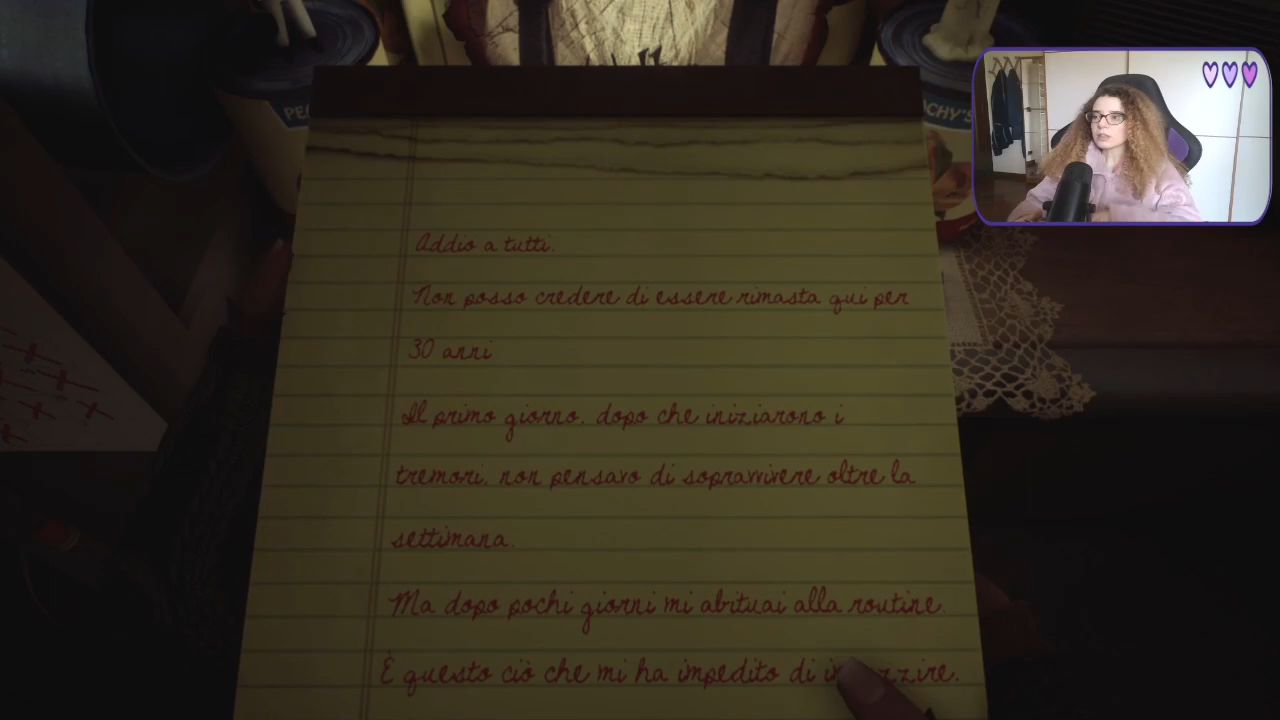 Addio a tutti.
Non posso credere di essere rimasta qui per
30 anni
Il primo giorno, dopo che iniziarono i
tremori, non pensavo di sopravvivere oltre la
settimana.
Ma dopo pochi giorni mi abituai alla routine.
È questo ciò che mi ha impedito di